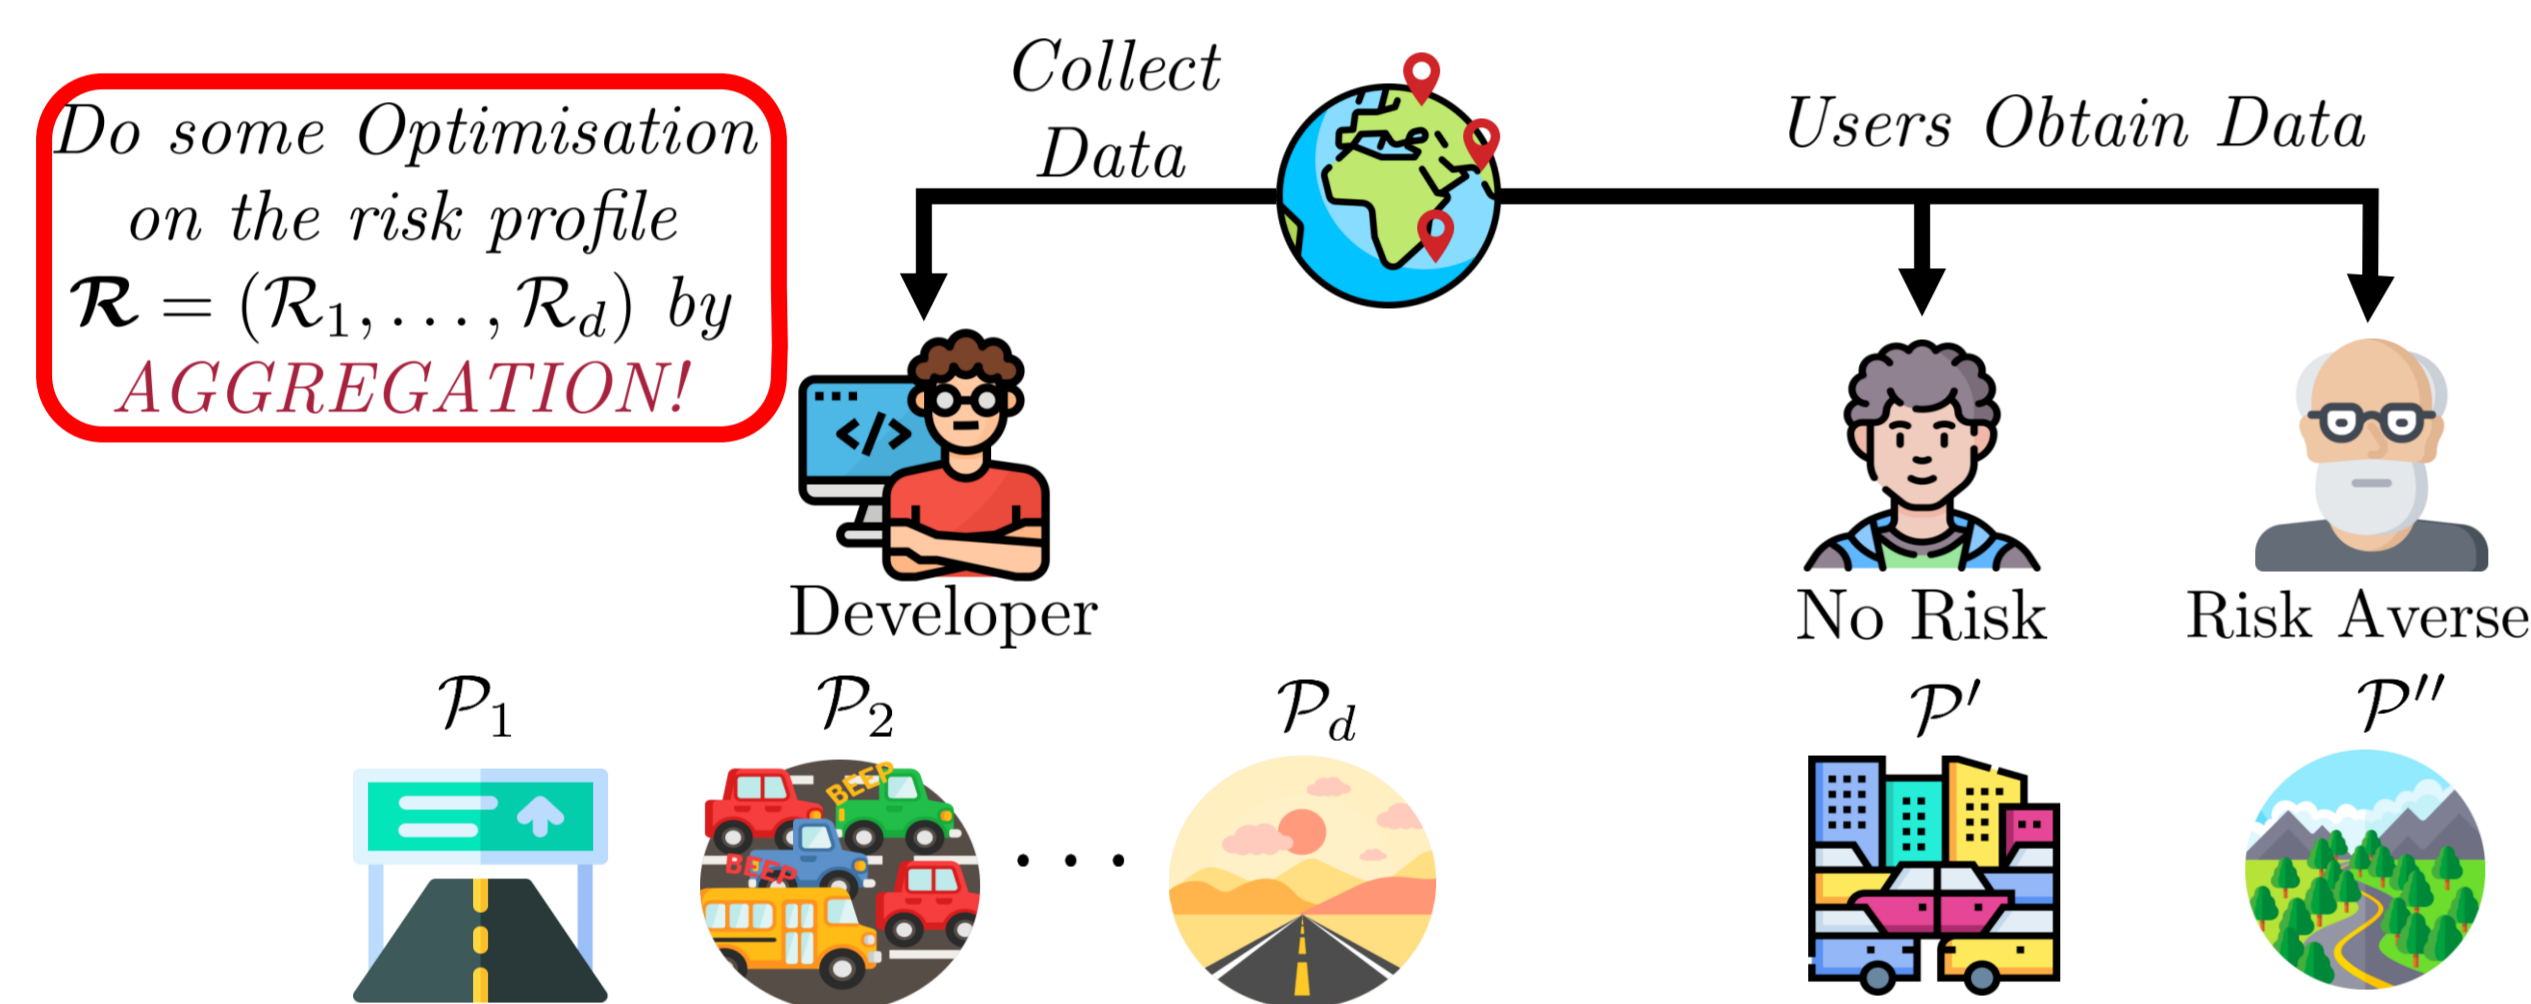 Do some Optimisation
on the risk profile
𝓡 = (ℛ₁, . . . , ℛ_d) by
AGGREGATION!
Collect
Data
Users Obtain Data
</>
Developer
No Risk
Risk Averse
𝒫₁
𝒫₂
. . .
𝒫_d
𝒫′
𝒫″
BEEP
BEEP